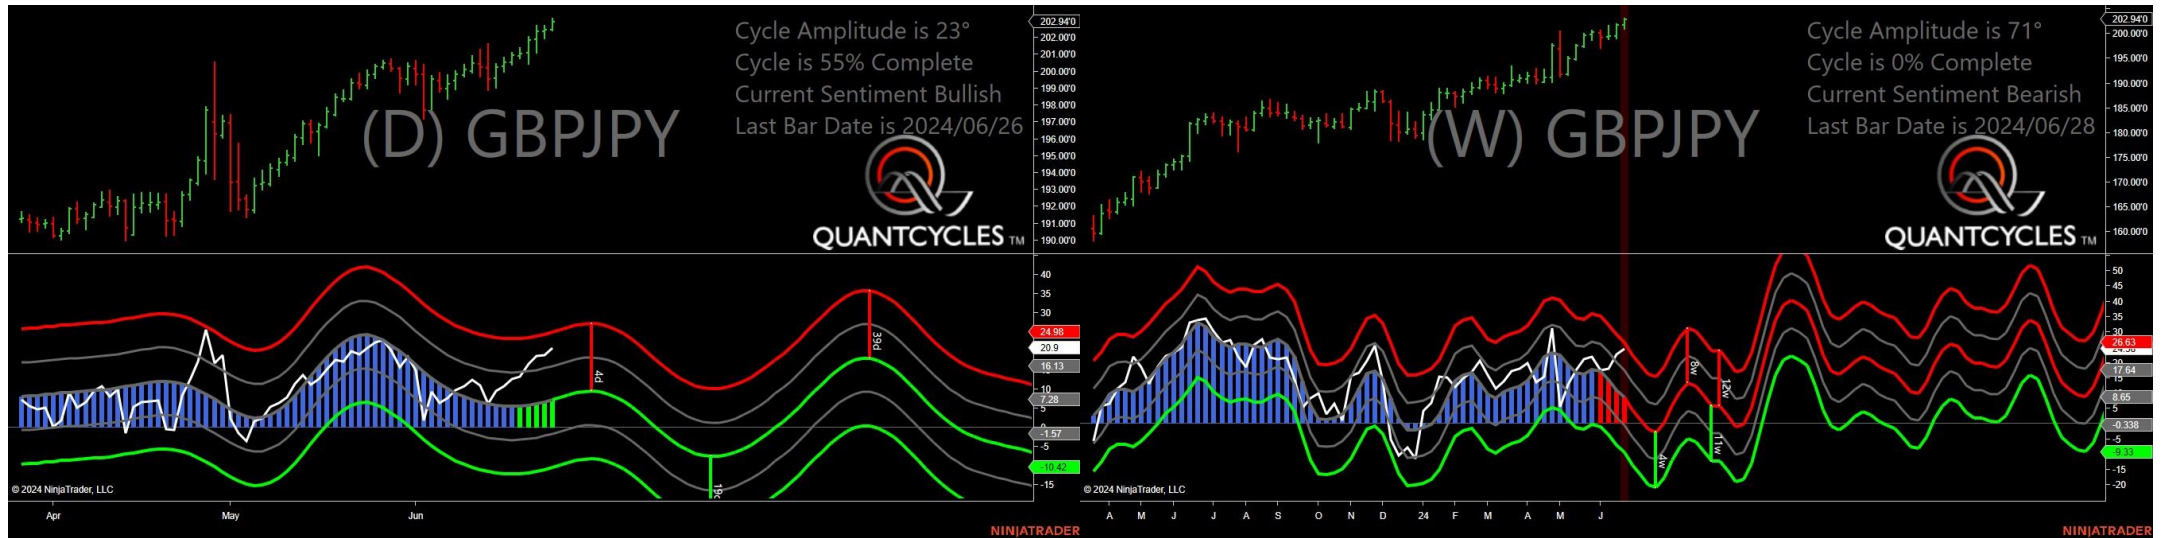 Cycle Amplitude is 23°
Cycle is 55% Complete
Current Sentiment Bullish
Last Bar Date is 2024/06/26
(D) GBPJPY
QUANTCYCLES TM
202.94'0
202.00'0
201.00'0
200.00'0
199.00'0
198.00'0
197.00'0
196.00'0
195.00'0
194.00'0
193.00'0
192.00'0
191.00'0
190.00'0
40
35
30
24.98
20.9
16.13
10
7.28
5
-1.57
-5
-10.42
-15
4d
39d
© 2024 NinjaTrader, LLC
Apr May Jun
NINJATRADER
Cycle Amplitude is 71°
Cycle is 0% Complete
Current Sentiment Bearish
Last Bar Date is 2024/06/28
(W) GBPJPY
QUANTCYCLES TM
202.94'0
200.00'0
195.00'0
190.00'0
185.00'0
180.00'0
175.00'0
170.00'0
165.00'0
160.00'0
50
45
40
35
30
26.63
20
17.64
15
8.65
5
-0.338
-5
-9.33
-15
-20
8w
12w
4w
11w
© 2024 NinjaTrader, LLC
A M J J A S O N D 24 F M A M J
NINJATRADER